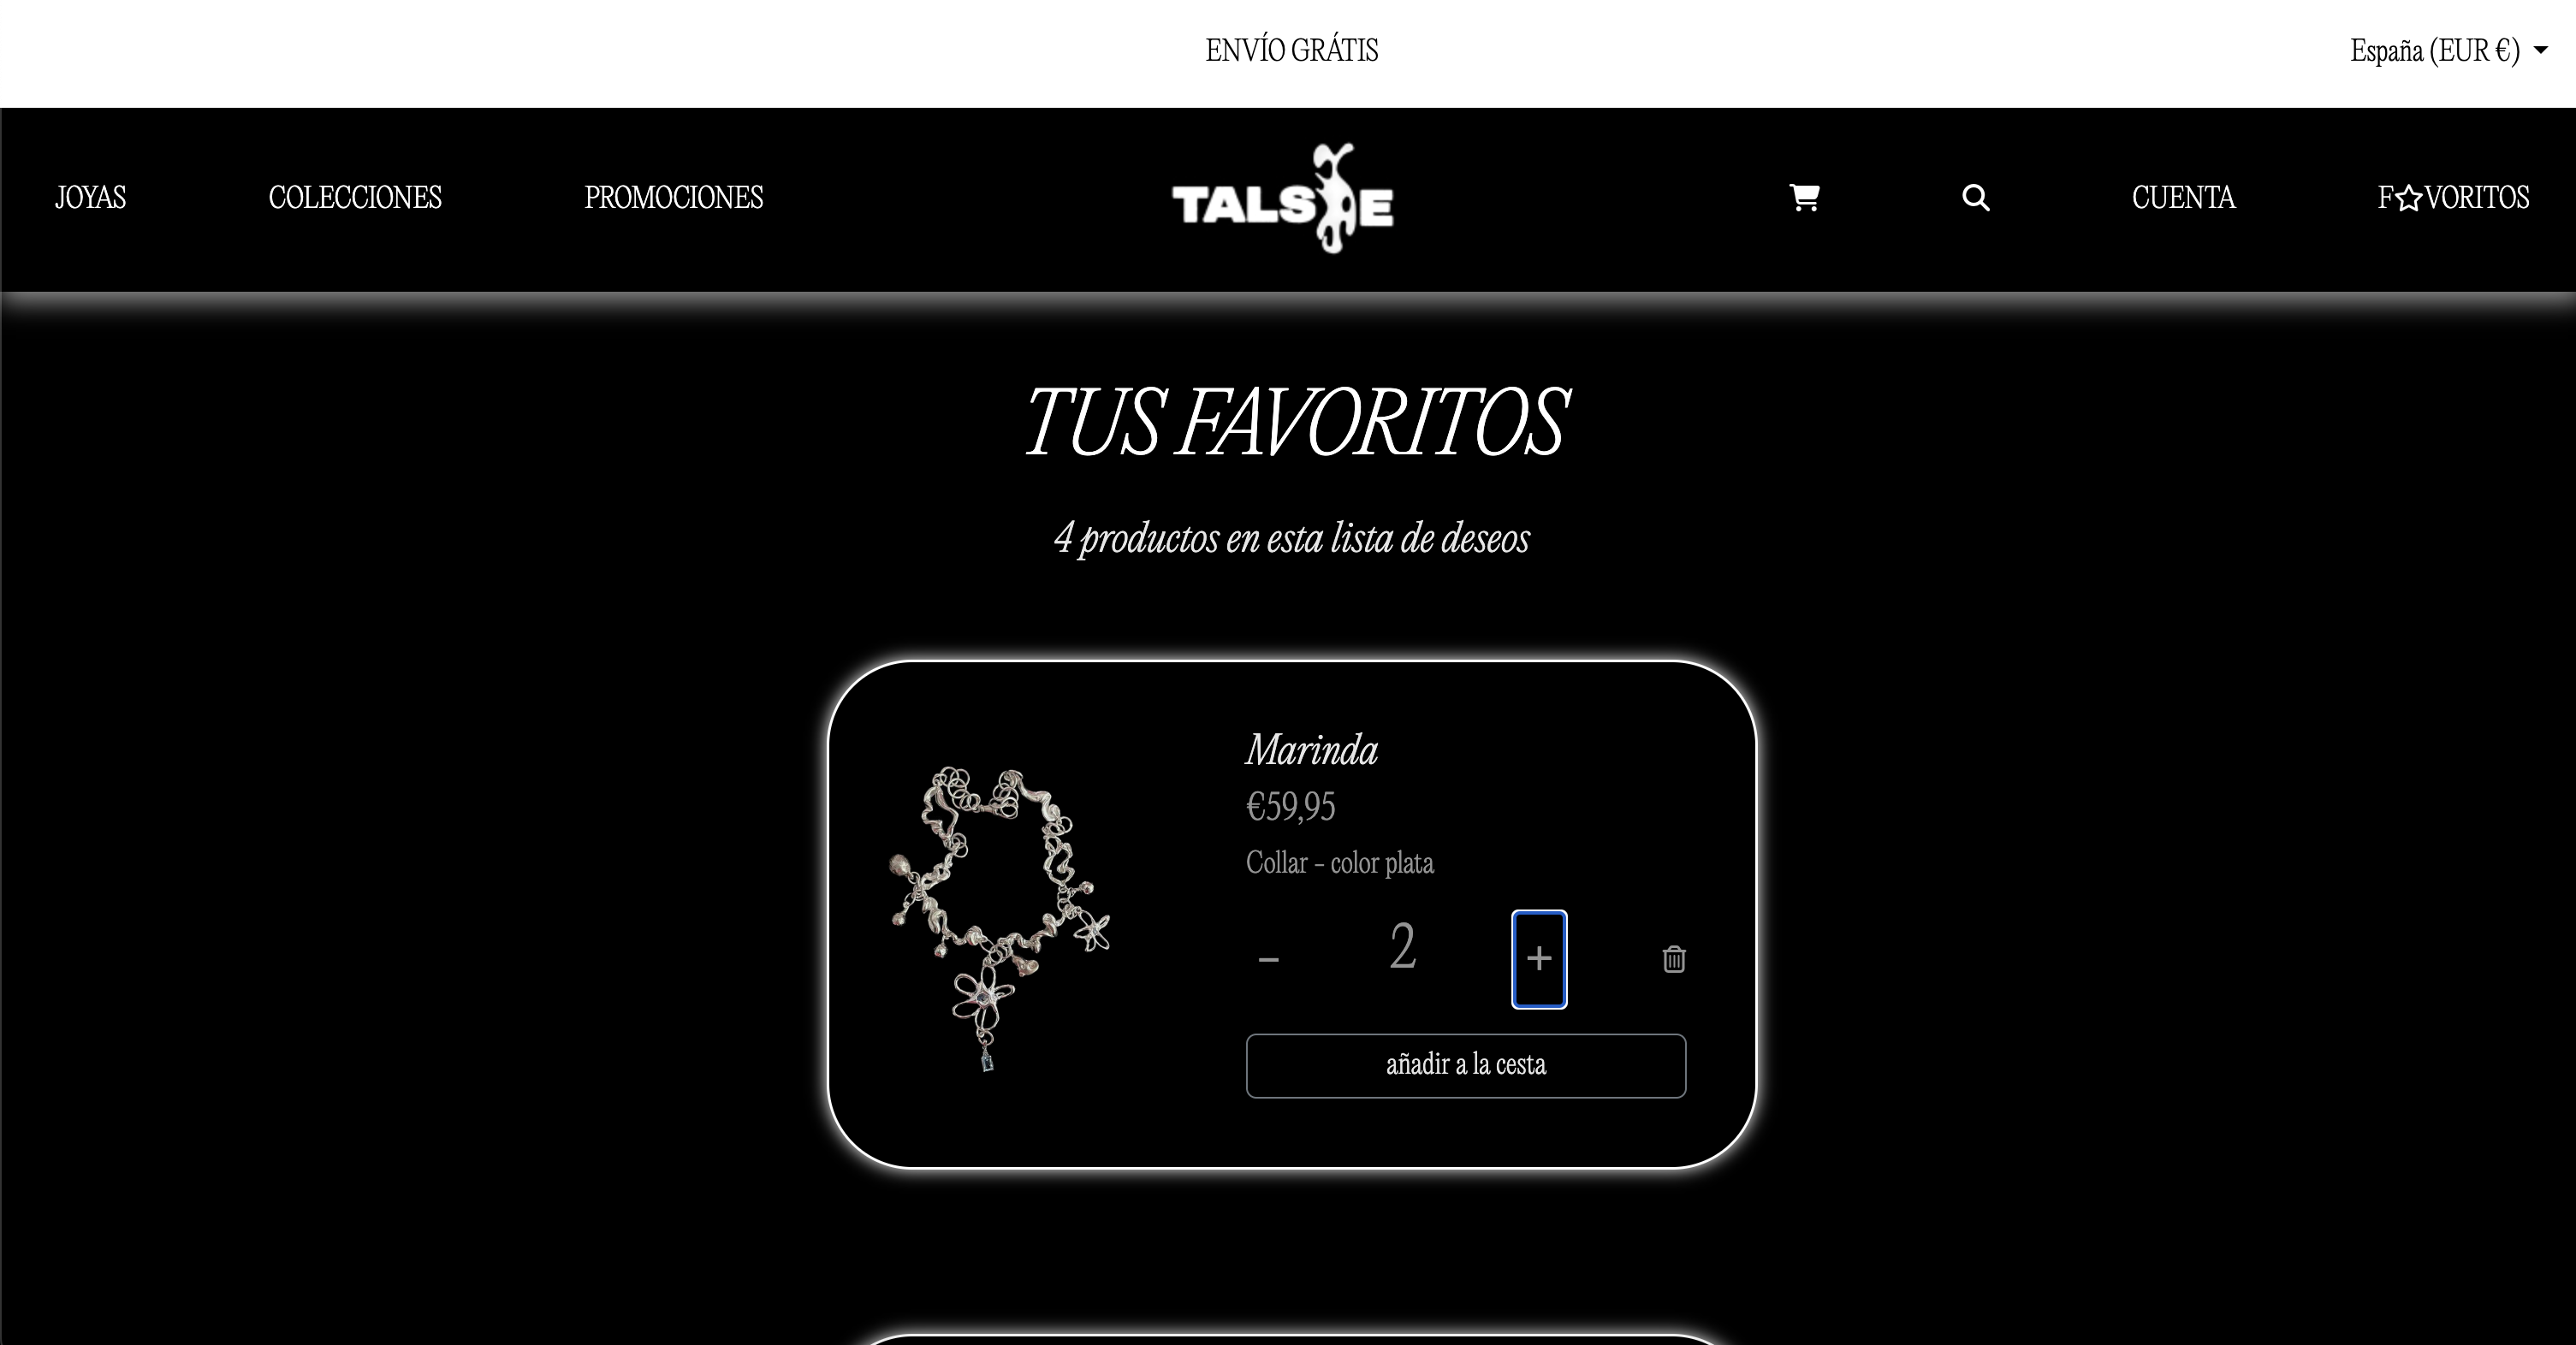 ENVÍO GRÁTIS
España (EUR €)
JOYAS COLECCIONES PROMOCIONES TALSIE CUENTA F☆VORITOS
TUS FAVORITOS
4 productos en esta lista de deseos
Marinda
€59,95
Collar - color plata
- 2 +
añadir a la cesta